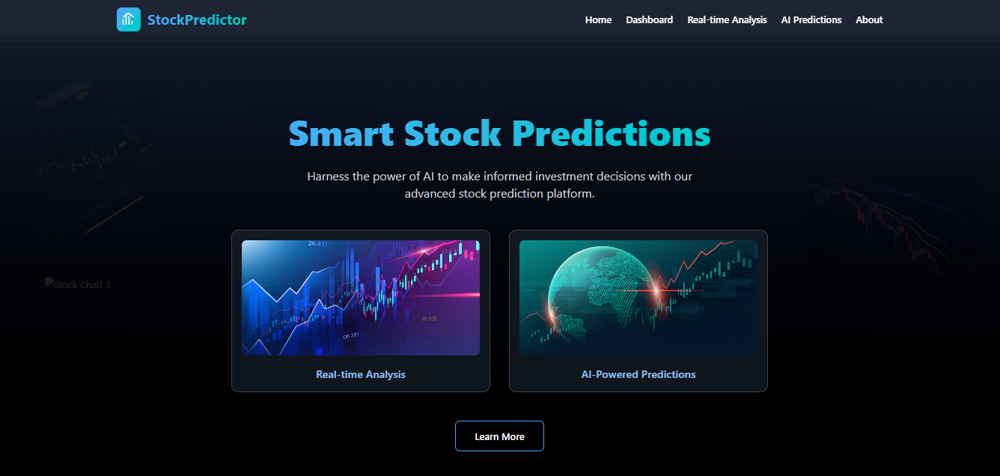 StockPredictor
Home Dashboard Real-time Analysis AI Predictions About
Smart Stock Predictions
Harness the power of AI to make informed investment decisions with our
advanced stock prediction platform.
Stock Chart 3
26.417
20.556
06.381
Real-time Analysis
AI-Powered Predictions
Learn More